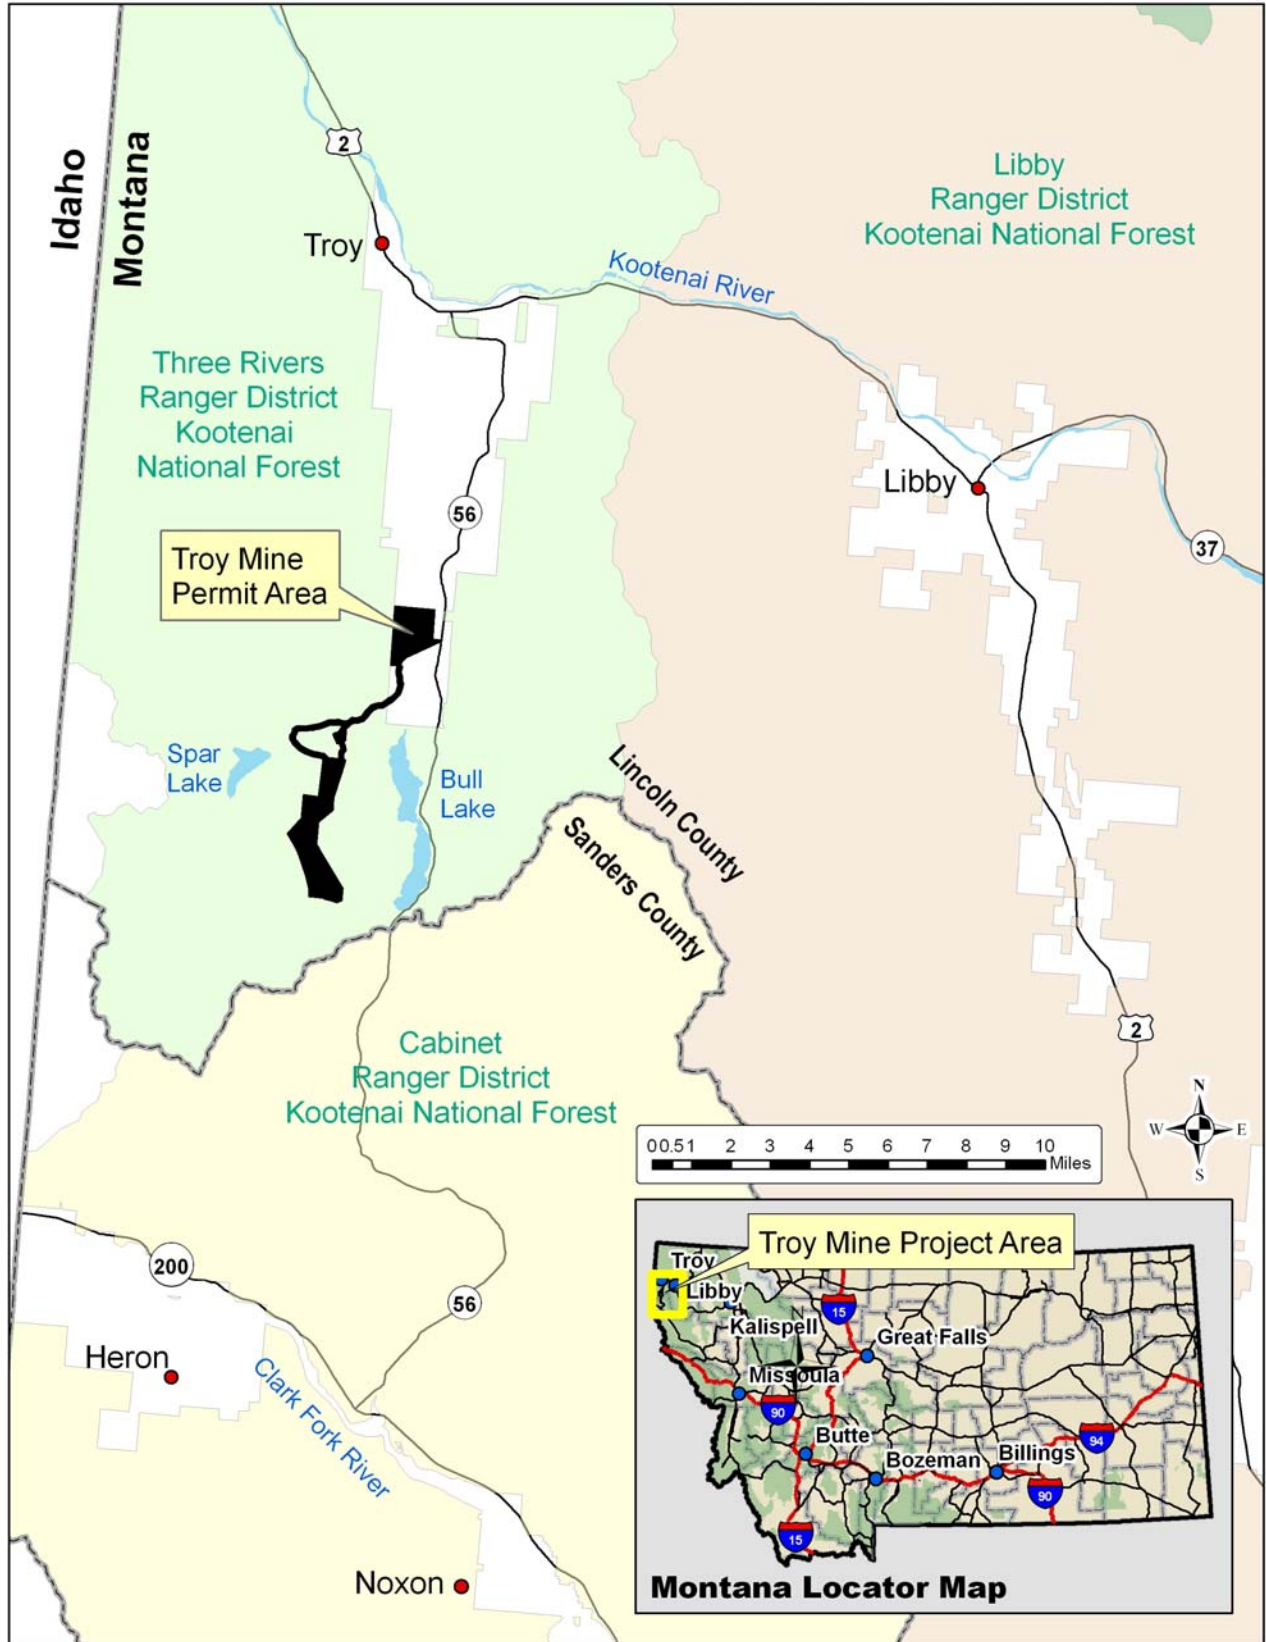 2
Idaho
Montana
Libby
Ranger District
Kootenai National Forest
Troy
Kootenai River
Three Rivers
Ranger District
Kootenai
National Forest
Libby
56
37
Troy Mine
Permit Area
Spar
Lake
Bull
Lake
Lincoln County
Sanders County
2
Cabinet
Ranger District
Kootenai National Forest
N
W E
S
0 0.5 1 2 3 4 5 6 7 8 9 10
Miles
200
56
Heron
Clark Fork River
Noxon
Troy Mine Project Area
Troy
Libby
Kalispell
15
Great Falls
Missoula
90
Butte
Bozeman
Billings
94
90
15
Montana Locator Map